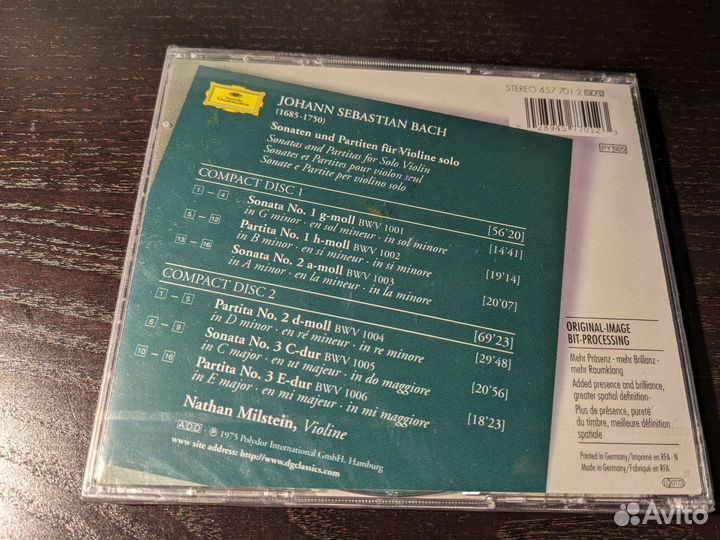 Deutsche
Grammophon
JOHANN SEBASTIAN BACH
(1685-1750)
Sonaten und Partiten für Violine solo
Sonatas and Partitas for Solo Violin
Sonates et Partites pour violon seul
Sonate e Partite per violino solo
COMPACT DISC 1 [56'20]
1 – 4 Sonata No. 1 g-moll BWV 1001 [14'41]
in G minor · en sol mineur · in sol minore
5 – 12 Partita No. 1 h-moll BWV 1002 [19'14]
in B minor · en si mineur · in si minore
13 – 16 Sonata No. 2 a-moll BWV 1003 [20'07]
in A minor · en la mineur · in la minore
COMPACT DISC 2 [69'23]
1 – 5 Partita No. 2 d-moll BWV 1004 [29'48]
in D minor · en ré mineur · in re minore
6 – 9 Sonata No. 3 C-dur BWV 1005 [20'56]
in C major · en ut majeur · in do maggiore
10 – 16 Partita No. 3 E-dur BWV 1006 [18'23]
in E major · en mi majeur · in mi maggiore
Nathan Milstein, Violine
ADD · ℗ 1975 Polydor International GmbH, Hamburg
www site address: http://www.dgclassics.com
STEREO 457 701-2
0 28945 77012 3
PY 925
ORIGINAL-IMAGE
BIT-PROCESSING
Mehr Präsenz - mehr Brillanz -
mehr Raumklang
Added presence and brilliance,
greater spatial definition
Plus de présence, pureté
du timbre, meilleure définition
spatiale
Printed in Germany/Imprimé en RFA - N
Made in Germany/Fabriqué en RFA
Avito